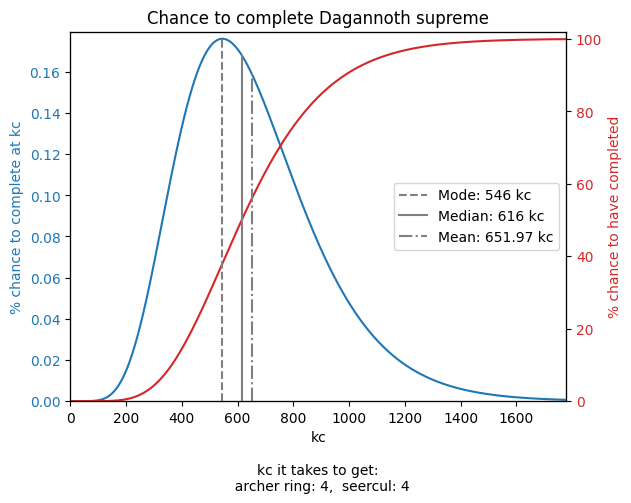 Chance to complete Dagannoth supreme
% chance to complete at kc
0.16
0.14
0.12
0.10
0.08
0.06
0.04
0.02
0.00
0
200
400
600
800
1000
1200
1400
1600
kc
100
80
60
40
20
0
% chance to have completed
Mode: 546 kc
Median: 616 kc
Mean: 651.97 kc
kc it takes to get:
archer ring: 4,  seercul: 4